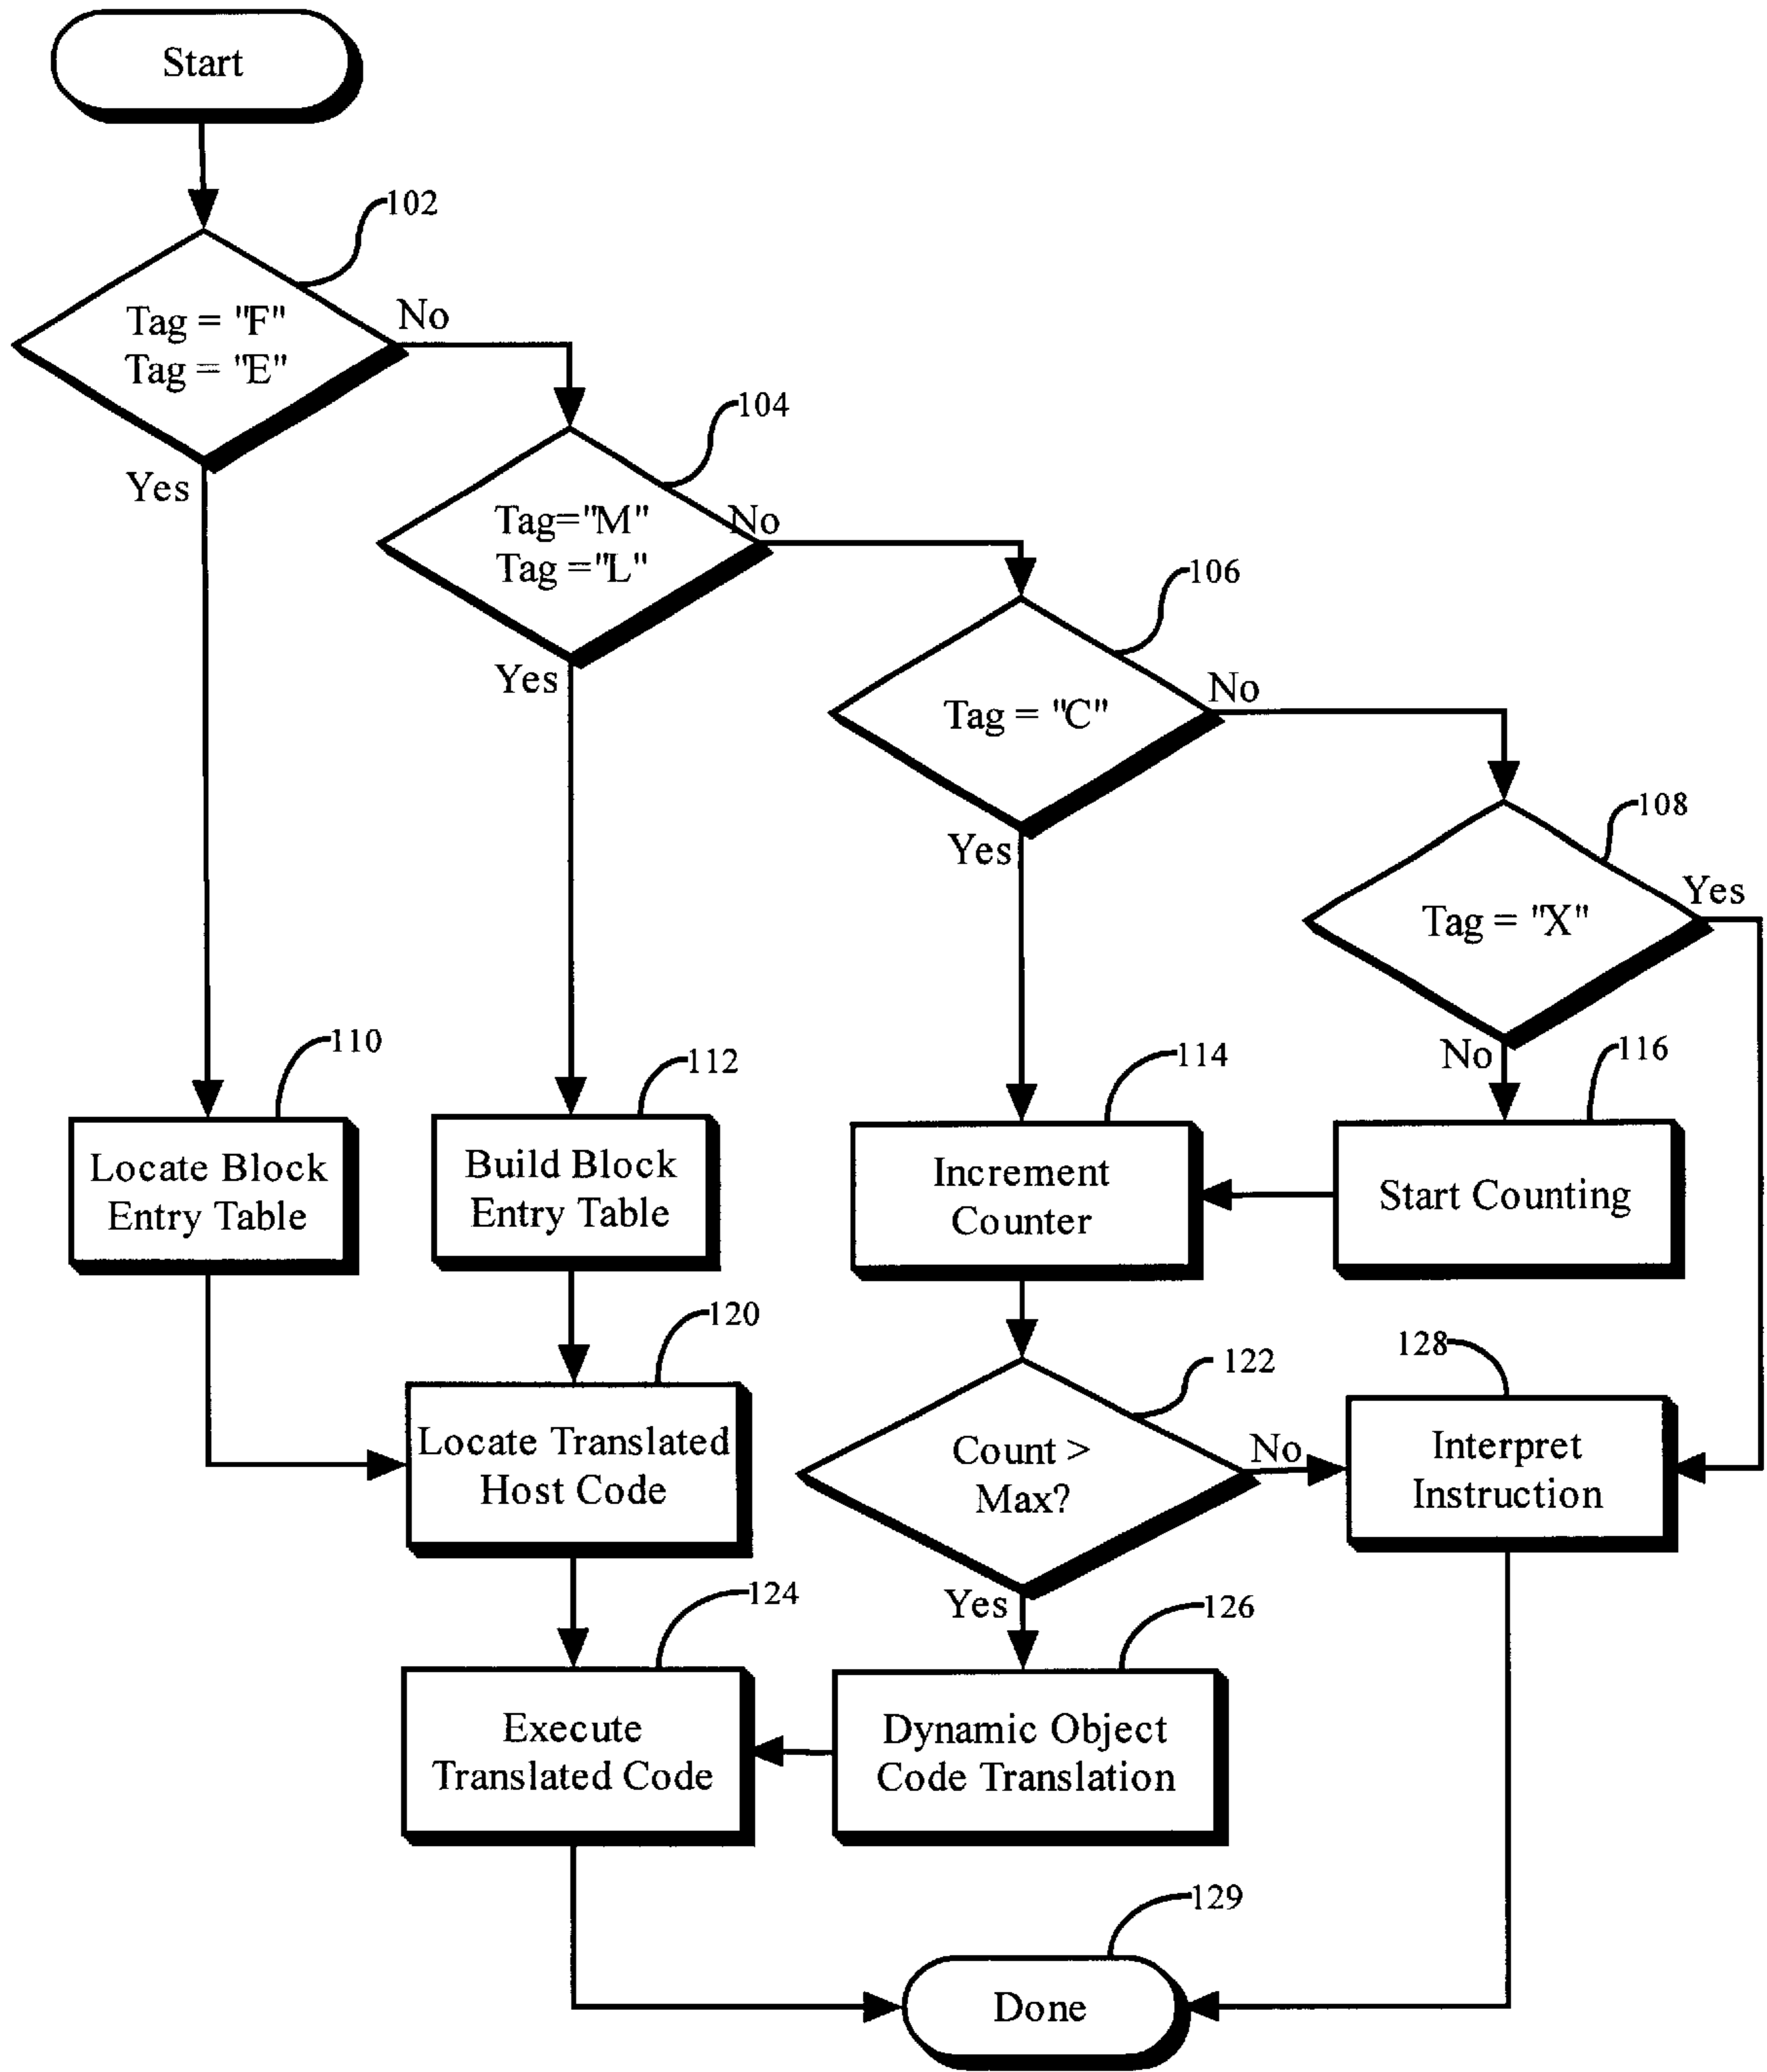 Start
102
Tag = "F"
Tag = "E"
No
Yes
104
Tag="M"
Tag ="L"
No
Yes
106
Tag = "C"
No
Yes
108
Tag = "X"
Yes
No
110
Locate Block
Entry Table
112
Build Block
Entry Table
114
Increment
Counter
116
Start Counting
120
Locate Translated
Host Code
122
Count >
Max?
No
Yes
128
Interpret
Instruction
124
Execute
Translated Code
126
Dynamic Object
Code Translation
129
Done